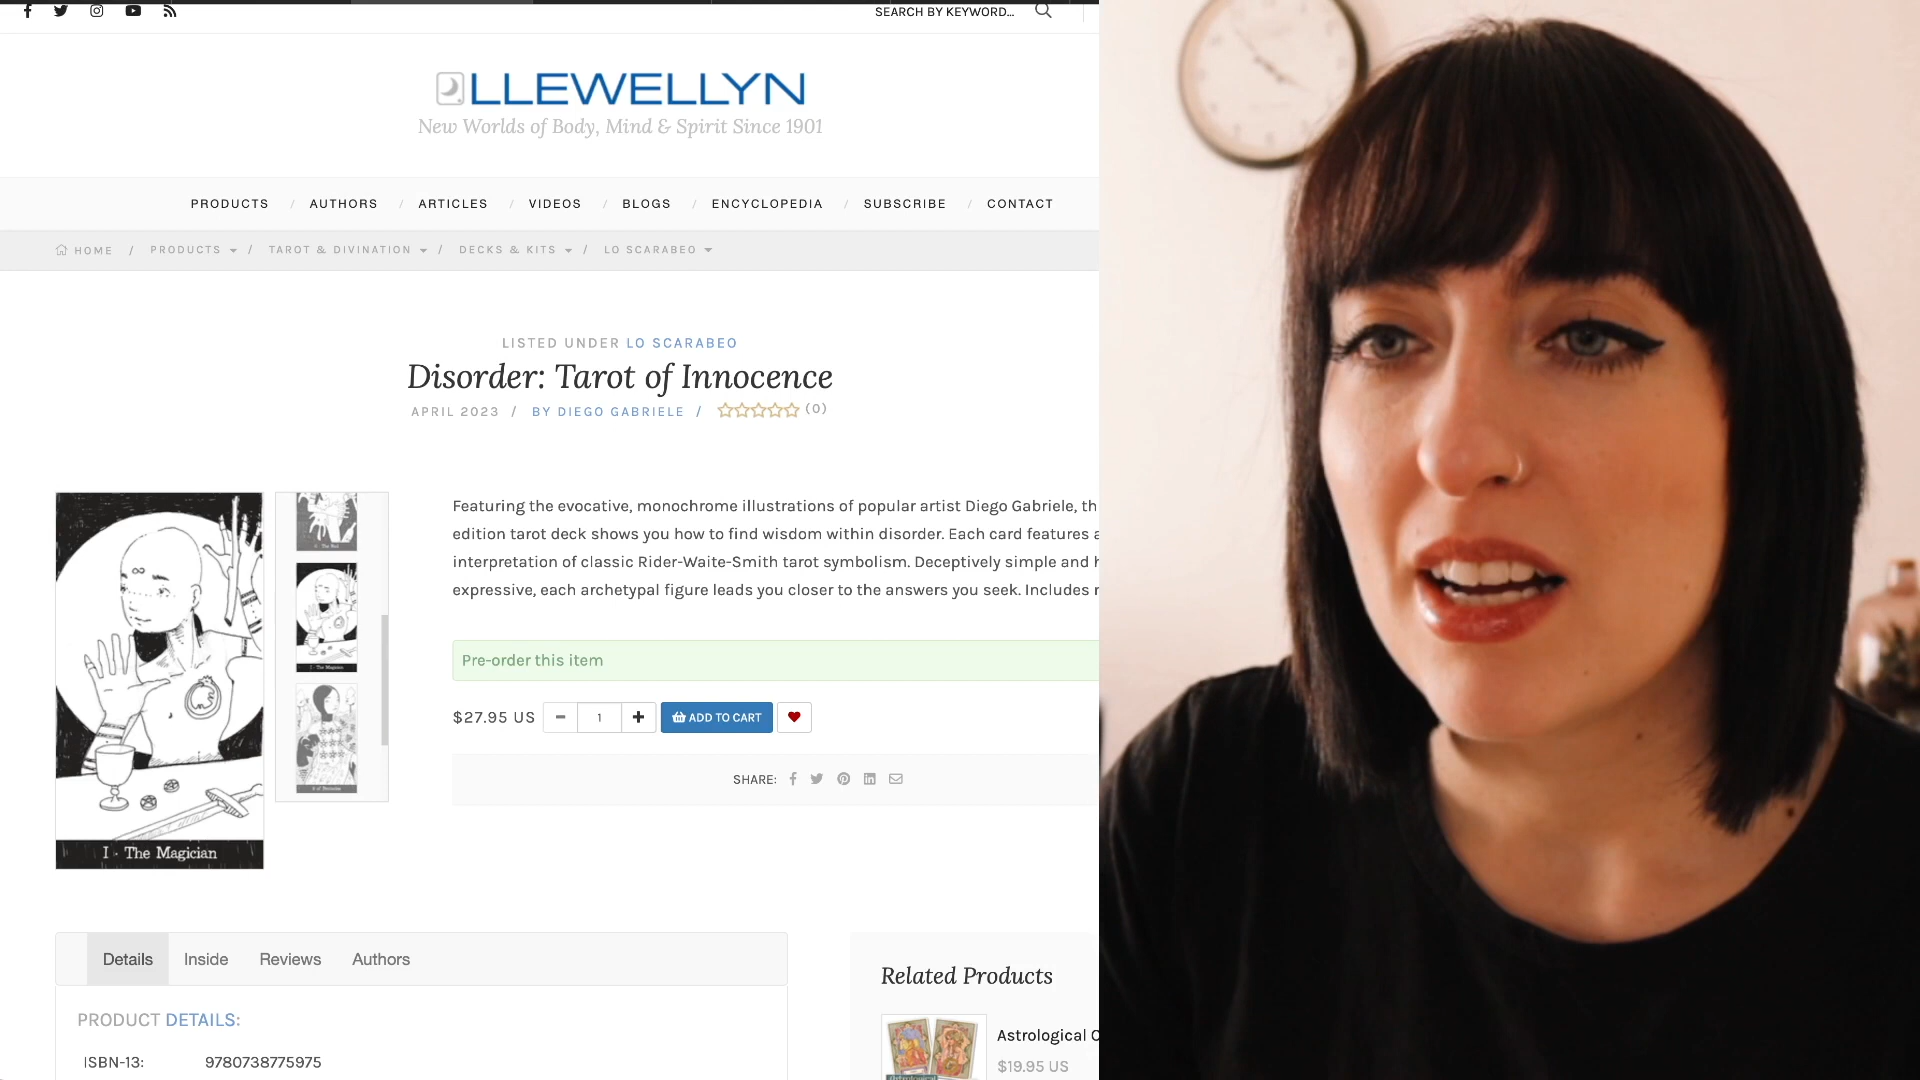 SEARCH BY KEYWORD...
LLEWELLYN
New Worlds of Body, Mind & Spirit Since 1901
PRODUCTS / AUTHORS / ARTICLES / VIDEOS / BLOGS / ENCYCLOPEDIA / SUBSCRIBE / CONTACT
HOME / PRODUCTS / TAROT & DIVINATION / DECKS & KITS / LO SCARABEO
LISTED UNDER LO SCARABEO
Disorder: Tarot of Innocence
APRIL 2023 / BY DIEGO GABRIELE / (0)
Featuring the evocative, monochrome illustrations of popular artist Diego Gabriele, th
edition tarot deck shows you how to find wisdom within disorder. Each card features a
interpretation of classic Rider-Waite-Smith tarot symbolism. Deceptively simple and h
expressive, each archetypal figure leads you closer to the answers you seek. Includes
Pre-order this item
$27.95 US 1 ADD TO CART
SHARE:
I · The Magician
I · The Magician
Details Inside Reviews Authors
PRODUCT DETAILS:
ISBN-13: 9780738775975
Related Products
Astrological
$19.95 US